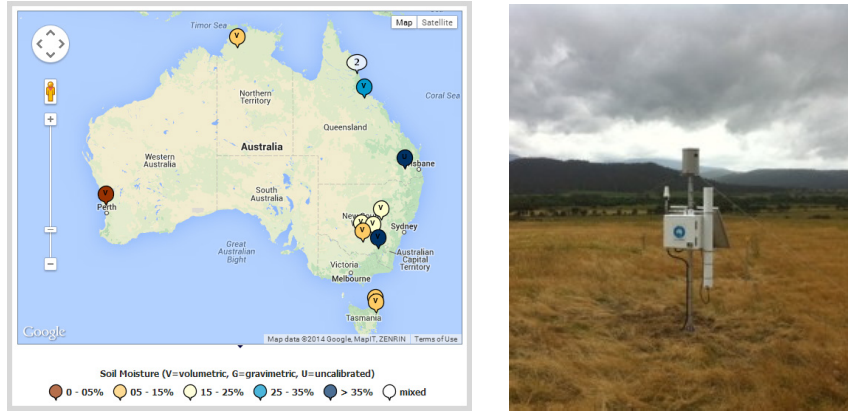 Timor Sea
Map Satellite
2
Coral Sea
Northern
Territory
Queensland
Australia
Western
Australia
isbane
South
Australia
Perth
New
Sydney
Great
Australian
Bight
Australian
Capital
Territory
Victoria
Melbourne
Tasmania
Google
Map data ©2014 Google, MapIT, ZENRIN Terms of Use
Soil Moisture (V=volumetric, G=gravimetric, U=uncalibrated)
0 - 05% 05 - 15% 15 - 25% 25 - 35% > 35% mixed